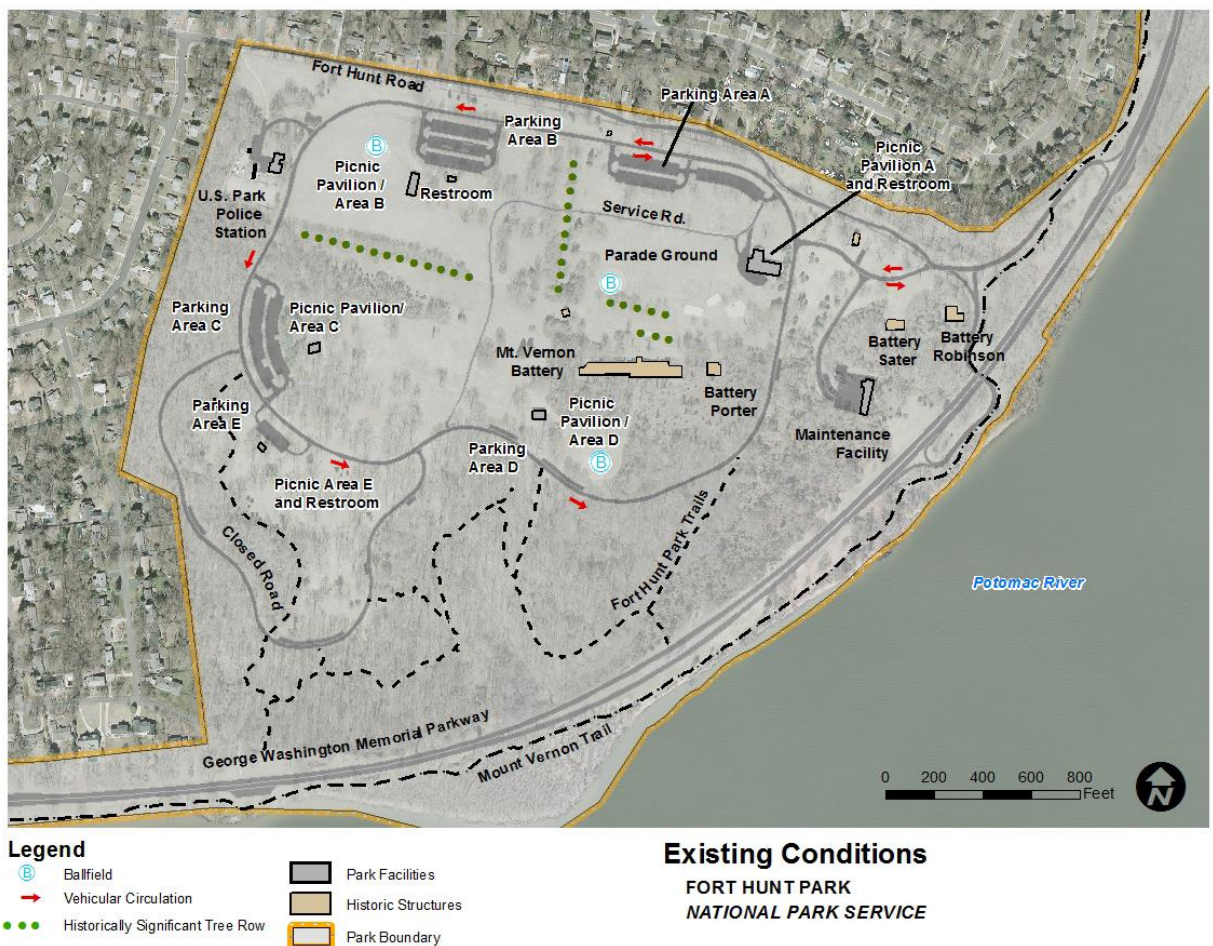 Fort Hunt Road
Parking Area A
Parking
Area B
Picnic
Pavilion A
and Restroom
B
Picnic
Pavilion /
Area B
Restroom
U.S. Park
Police
Station
Service Rd.
Parade Ground
B
Parking
Area C
Picnic Pavilion/
Area C
Mt. Vernon
Battery
Battery
Sater
Battery
Robinson
Battery
Porter
Parking
Area E
Picnic
Pavilion /
Area D
B
Parking
Area D
Maintenance
Facility
Picnic Area E
and Restroom
Closed Road
Fort Hunt Park Trails
Potomac River
George Washington Memorial Parkway
Mount Vernon Trail
0 200 400 600 800
Feet
N
Legend
B Ballfield
Vehicular Circulation
Historically Significant Tree Row
Park Facilities
Historic Structures
Park Boundary
Existing Conditions
FORT HUNT PARK
NATIONAL PARK SERVICE